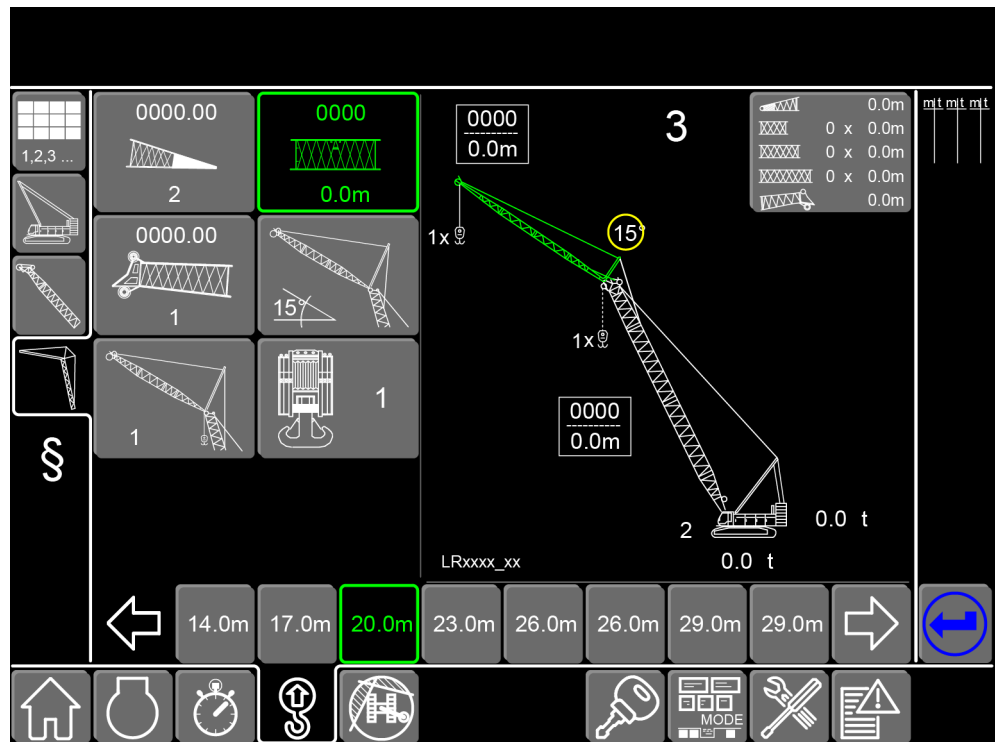 1,2,3 ...
§
0000.00
2
0000
0.0m
0000.00
1
15°
1
1
0000
0.0m
3
0.0m
0 x 0.0m
0 x 0.0m
0 x 0.0m
0.0m
m|t m|t m|t
1x
15°
1x
0000
0.0m
2
0.0 t
0.0 t
LRxxxx_xx
14.0m 17.0m 20.0m 23.0m 26.0m 26.0m 29.0m 29.0m
MODE